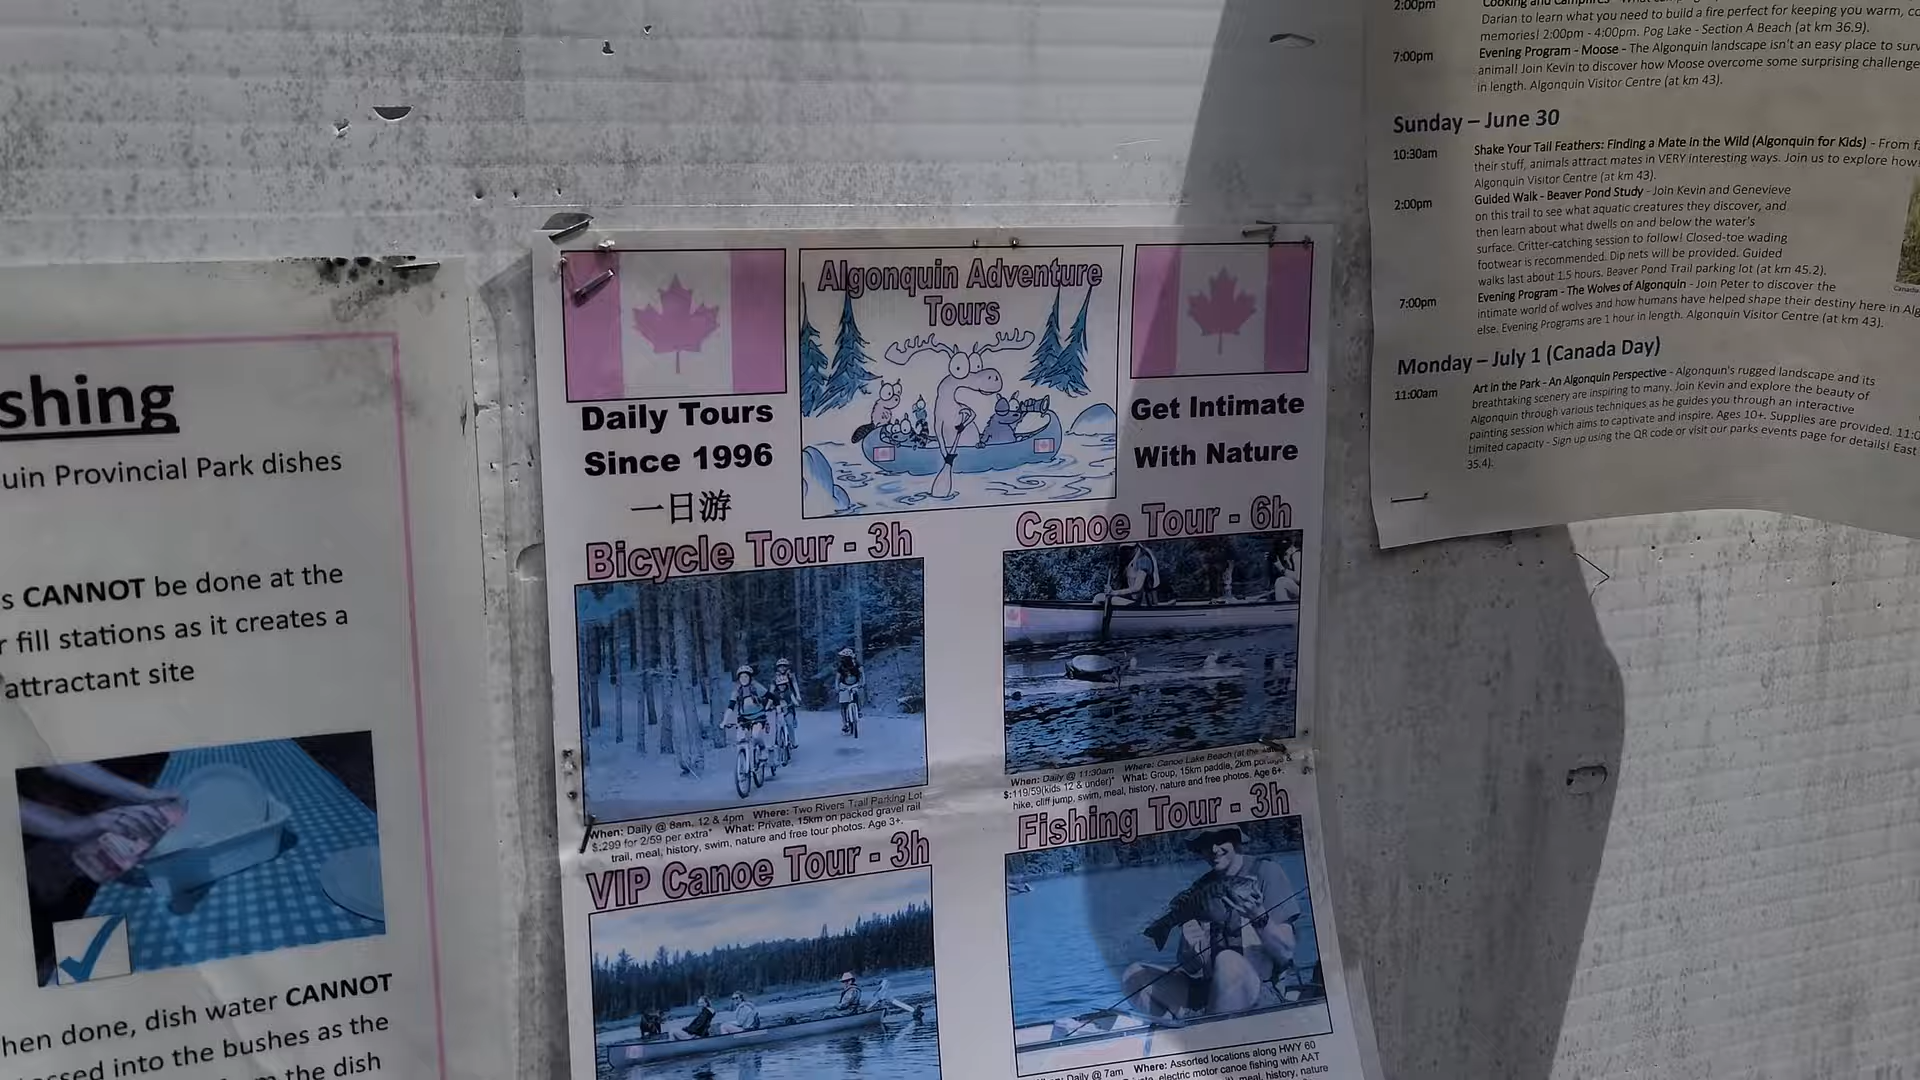 shing
uin Provincial Park dishes
s CANNOT be done at the
r fill stations as it creates a
attractant site
hen done, dish water CANNOT
ssed into the bushes as the
the dish
Algonquin Adventure
Tours
Daily Tours
Since 1996
一日游
Get Intimate
With Nature
Bicycle Tour - 3h
When: Daily @ 8am, 12 & 4pm Where: Two Rivers Trail Parking Lot
$:299 for 2/59 per extra* What: Private, 15km on packed gravel rail
trail, meal, history, swim, nature and free tour photos. Age 3+.
Canoe Tour - 6h
When: Daily @ 11:30am Where: Canoe Lake Beach (at the
$:119/59(kids 12 & under)* What: Group, 15km paddle, 2km portage &
hike, cliff jump, swim, meal, history, nature and free photos. Age 6+.
VIP Canoe Tour - 3h
Fishing Tour - 3h
Daily @ 7am Where: Assorted locations along HWY 60
electric motor canoe fishing with AAT
meal, history, nature
2:00pm Cooking and Campfires
Darian to learn what you need to build a fire perfect for keeping you warm, co
memories! 2:00pm - 4:00pm. Pog Lake - Section A Beach (at km 36.9).
7:00pm Evening Program - Moose - The Algonquin landscape isn't an easy place to surv
animal! Join Kevin to discover how Moose overcome some surprising challenge
in length. Algonquin Visitor Centre (at km 43).
Sunday – June 30
10:30am Shake Your Tail Feathers: Finding a Mate in the Wild (Algonquin for Kids) - From f
their stuff, animals attract mates in VERY interesting ways. Join us to explore how
Algonquin Visitor Centre (at km 43).
2:00pm Guided Walk - Beaver Pond Study - Join Kevin and Genevieve
on this trail to see what aquatic creatures they discover, and
then learn about what dwells on and below the water's
surface. Critter-catching session to follow! Closed-toe wading
footwear is recommended. Dip nets will be provided. Guided
walks last about 1.5 hours. Beaver Pond Trail parking lot (at km 45.2).
7:00pm Evening Program - The Wolves of Algonquin - Join Peter to discover the
intimate world of wolves and how humans have helped shape their destiny here in Alg
else. Evening Programs are 1 hour in length. Algonquin Visitor Centre (at km 43).
Monday – July 1 (Canada Day)
11:00am Art in the Park - An Algonquin Perspective - Algonquin's rugged landscape and its
breathtaking scenery are inspiring to many. Join Kevin and explore the beauty of
Algonquin through various techniques as he guides you through an interactive
painting session which aims to captivate and inspire. Ages 10+. Supplies are provided. 11:0
Limited capacity - Sign up using the QR code or visit our parks events page for details! East
35.4).